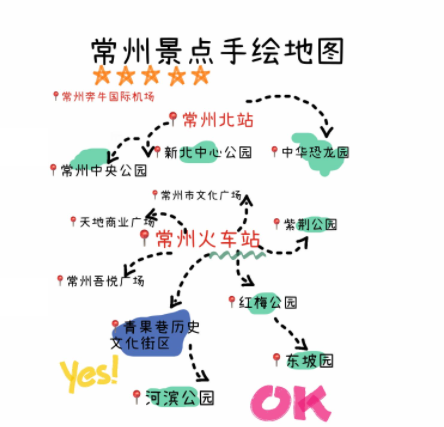 常州景点手绘地图
常州奔牛国际机场
常州北站
新北中心公园
中华恐龙园
常州中央公园
常州市文化广场
天地商业广场
紫荆公园
常州火车站
常州吾悦广场
红梅公园
青果巷历史
文化街区
东坡园
Yes!
河滨公园
OK